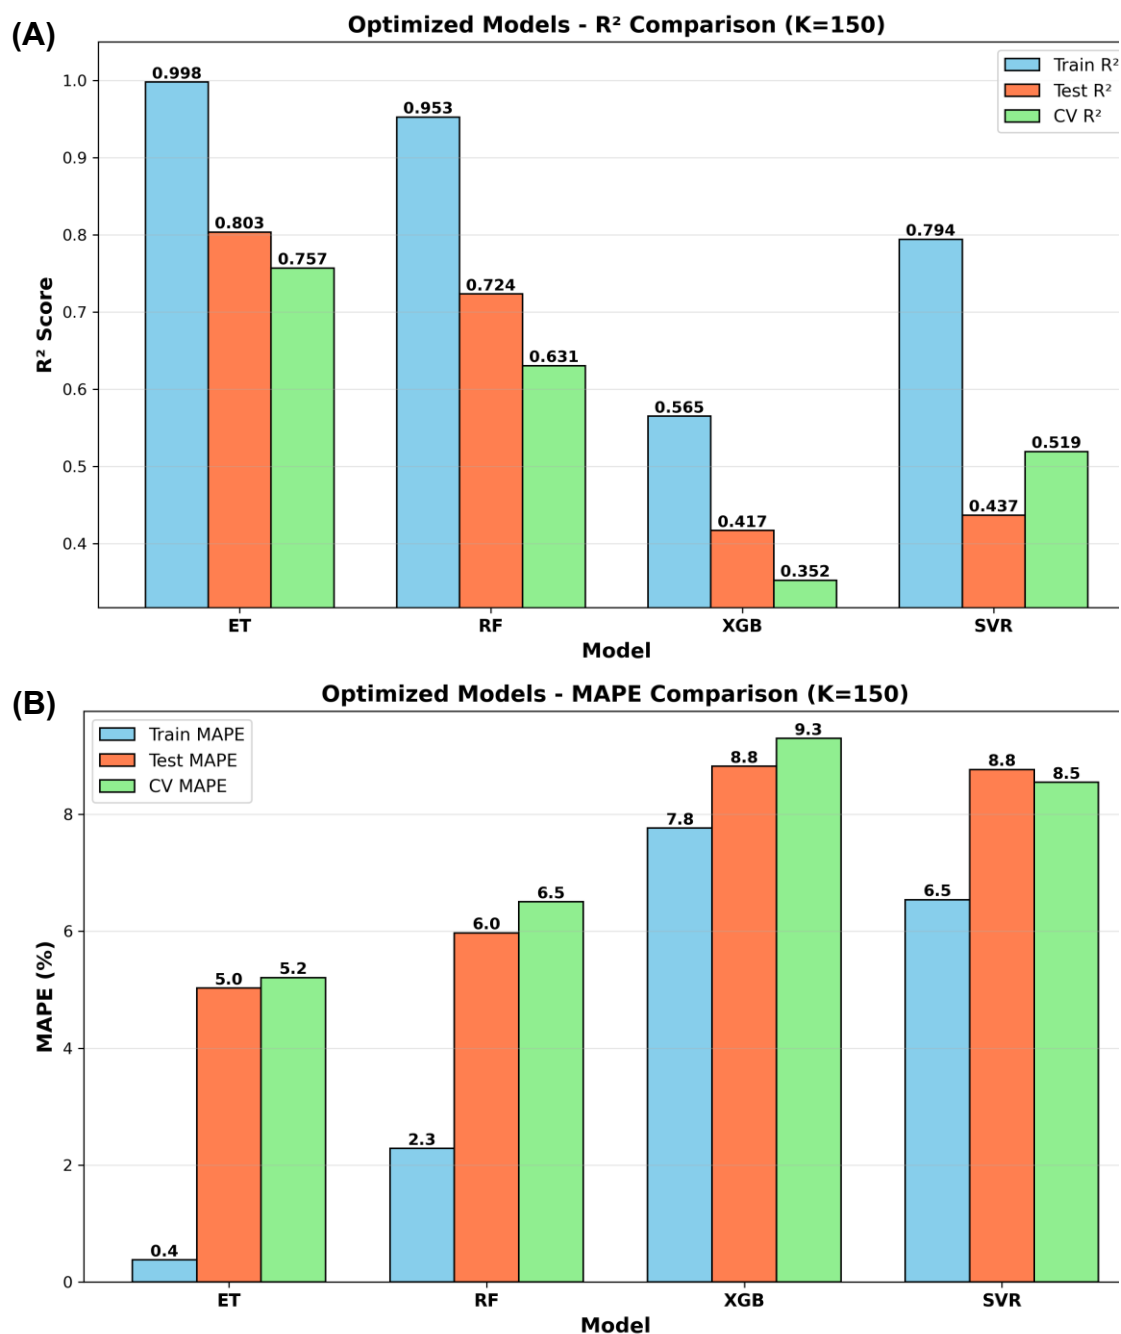 (A)
Optimized Models - R² Comparison (K=150)
Train R²
Test R²
CV R²
R² Score
1.0
0.9
0.8
0.7
0.6
0.5
0.4
0.998
0.803
0.757
0.953
0.724
0.631
0.565
0.417
0.352
0.794
0.437
0.519
ET RF XGB SVR
Model
(B)
Optimized Models - MAPE Comparison (K=150)
Train MAPE
Test MAPE
CV MAPE
MAPE (%)
8
6
4
2
0
0.4
5.0
5.2
2.3
6.0
6.5
7.8
8.8
9.3
6.5
8.8
8.5
ET RF XGB SVR
Model